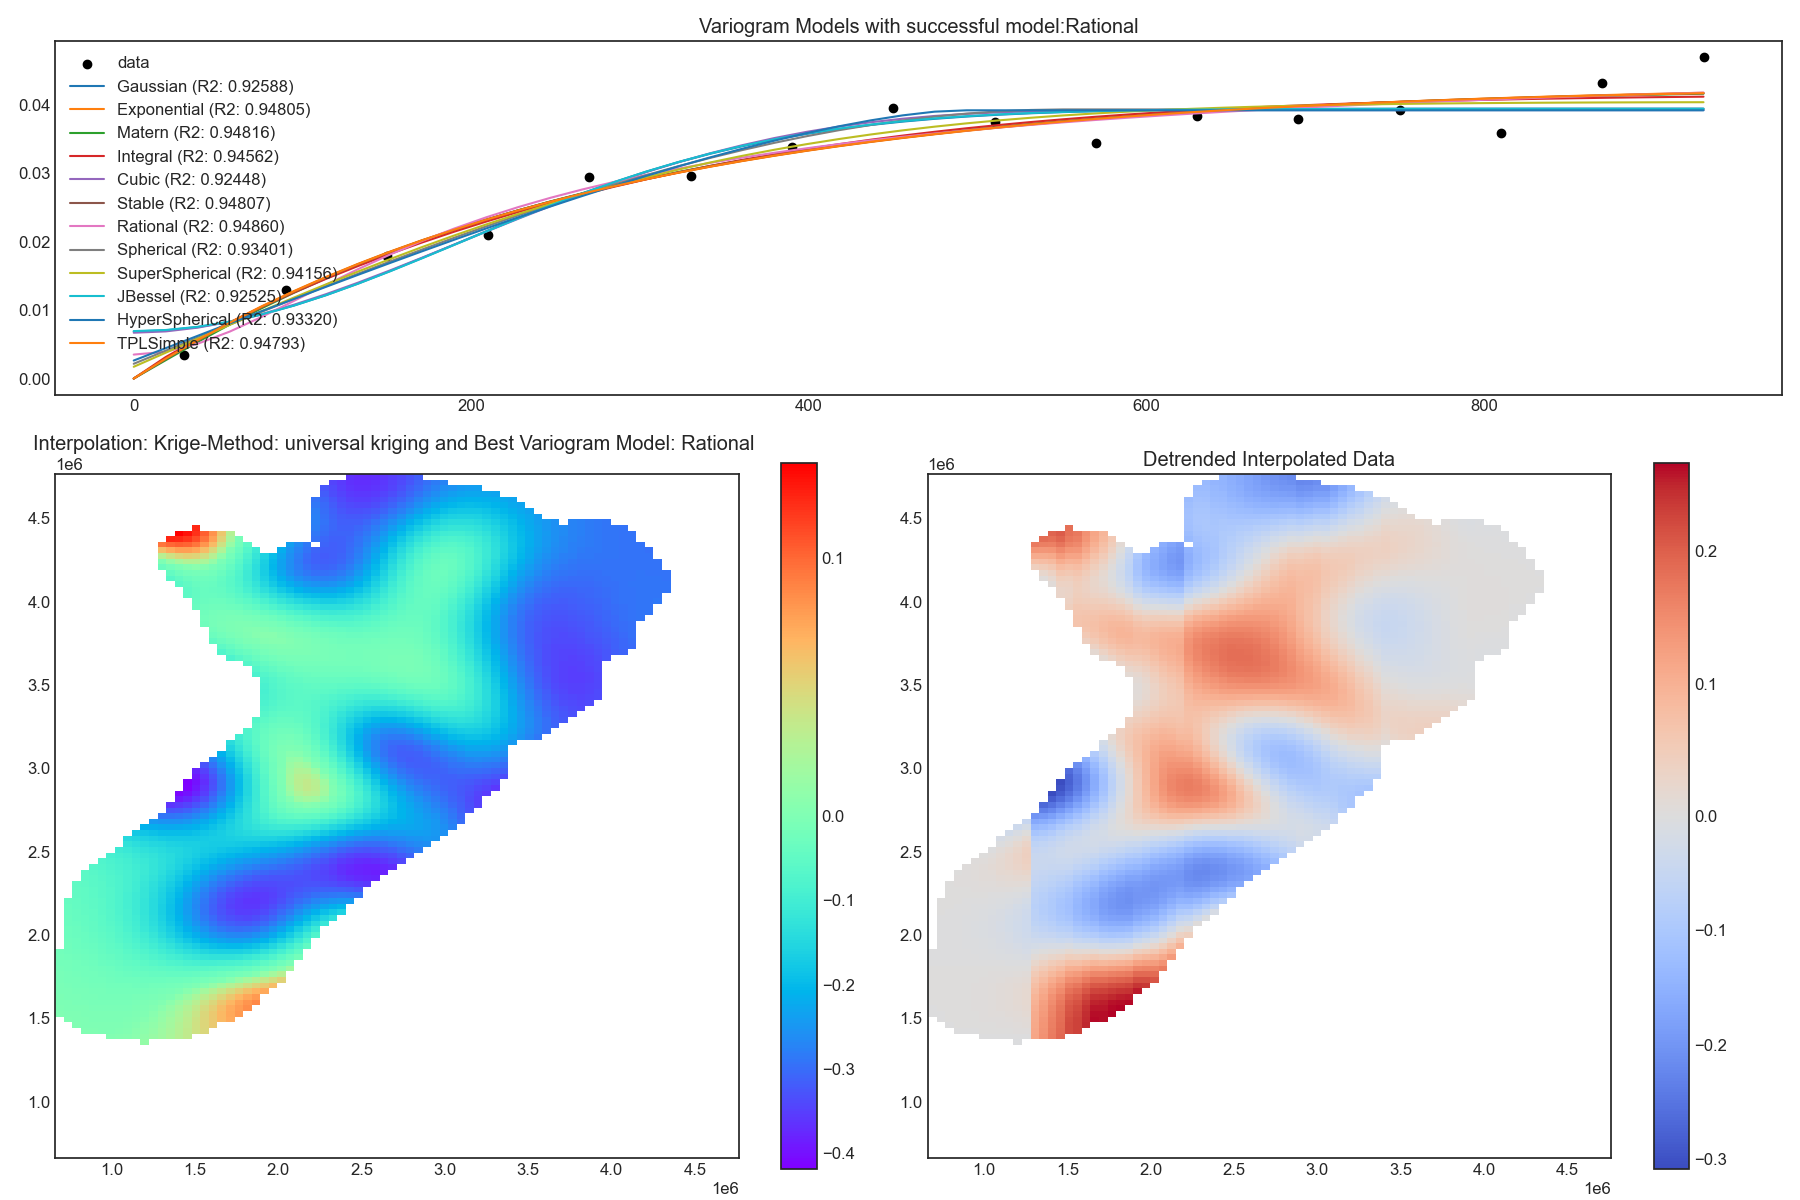 Variogram Models with successful model:Rational
data
Gaussian (R2: 0.92588)
Exponential (R2: 0.94805)
Matern (R2: 0.94816)
Integral (R2: 0.94562)
Cubic (R2: 0.92448)
Stable (R2: 0.94807)
Rational (R2: 0.94860)
Spherical (R2: 0.93401)
SuperSpherical (R2: 0.94156)
JBessel (R2: 0.92525)
HyperSpherical (R2: 0.93320)
TPLSimple (R2: 0.94793)
0.04
0.03
0.02
0.01
0.00
0 200 400 600 800
Interpolation: Krige-Method: universal kriging and Best Variogram Model: Rational
1e6
4.5
4.0
3.5
3.0
2.5
2.0
1.5
1.0
1.0 1.5 2.0 2.5 3.0 3.5 4.0 4.5
1e6
0.1
0.0
−0.1
−0.2
−0.3
−0.4
Detrended Interpolated Data
1e6
4.5
4.0
3.5
3.0
2.5
2.0
1.5
1.0
1.0 1.5 2.0 2.5 3.0 3.5 4.0 4.5
1e6
0.2
0.1
0.0
−0.1
−0.2
−0.3